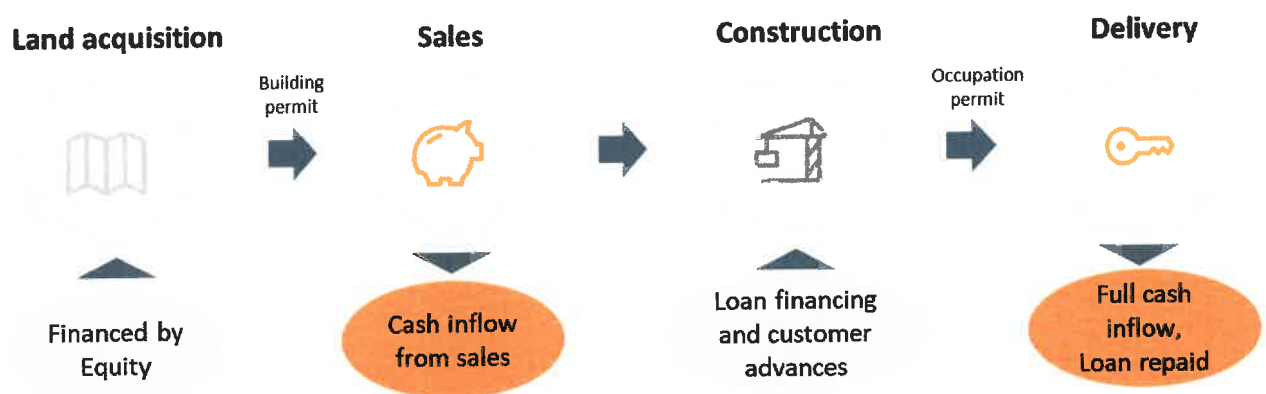 Land acquisition
Sales
Construction
Delivery
Building
permit
Occupation
permit
Financed by
Equity
Cash inflow
from sales
Loan financing
and customer
advances
Full cash
inflow,
Loan repaid